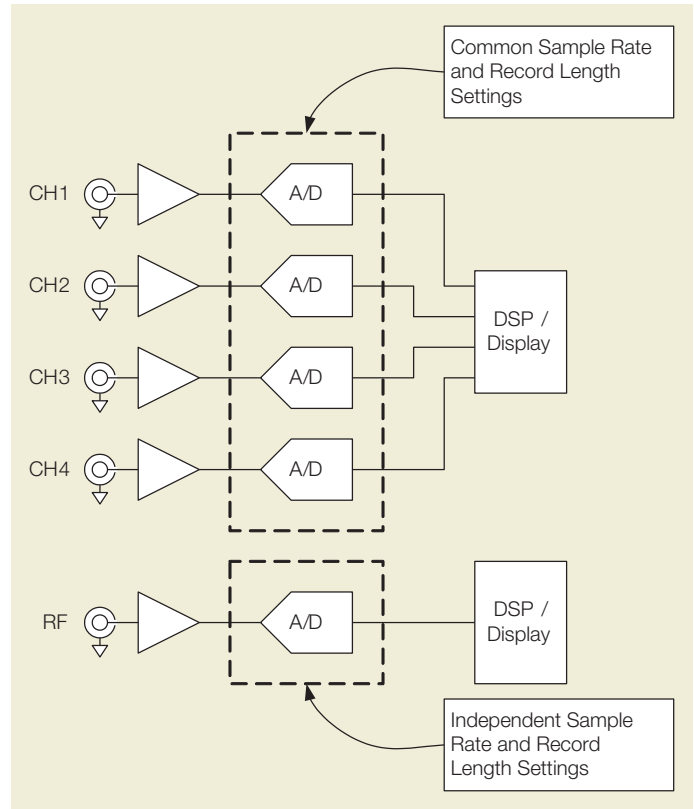 Common Sample Rate
and Record Length
Settings
CH1
A/D
CH2
A/D
DSP /
Display
CH3
A/D
CH4
A/D
RF
A/D
DSP /
Display
Independent Sample
Rate and Record
Length Settings